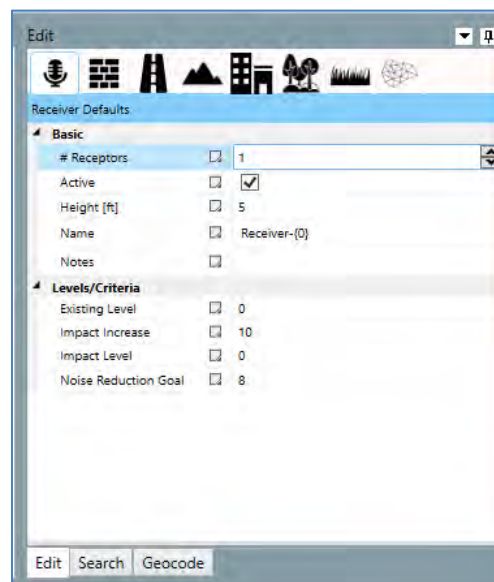 Edit
Receiver Defaults
Basic
# Receptors 1
Active
Height [ft] 5
Name Receiver-{0}
Notes
Levels/Criteria
Existing Level 0
Impact Increase 10
Impact Level 0
Noise Reduction Goal 8
Edit Search Geocode